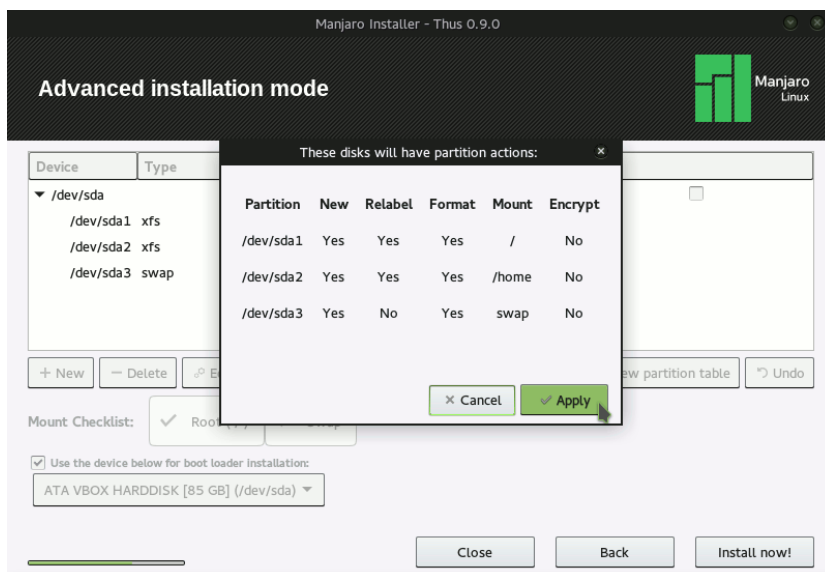 Manjaro Installer - Thus 0.9.0
Advanced installation mode
Manjaro
Linux
These disks will have partition actions:
Device Type
/dev/sda
/dev/sda1 xfs
/dev/sda2 xfs
/dev/sda3 swap
Partition New Relabel Format Mount Encrypt
/dev/sda1 Yes Yes Yes / No
/dev/sda2 Yes Yes Yes /home No
/dev/sda3 Yes No Yes swap No
+ New - Delete partition table Undo
Cancel Apply
Mount Checklist: Root
Use the device below for boot loader installation:
ATA VBOX HARDDISK [85 GB] (/dev/sda)
Close Back Install now!